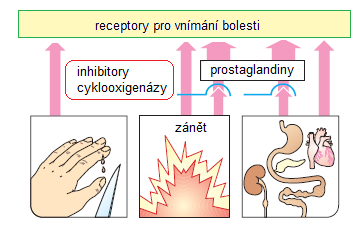 receptory pro vnímání bolesti
inhibitory
cyklooxigenázy
prostaglandiny
zánět